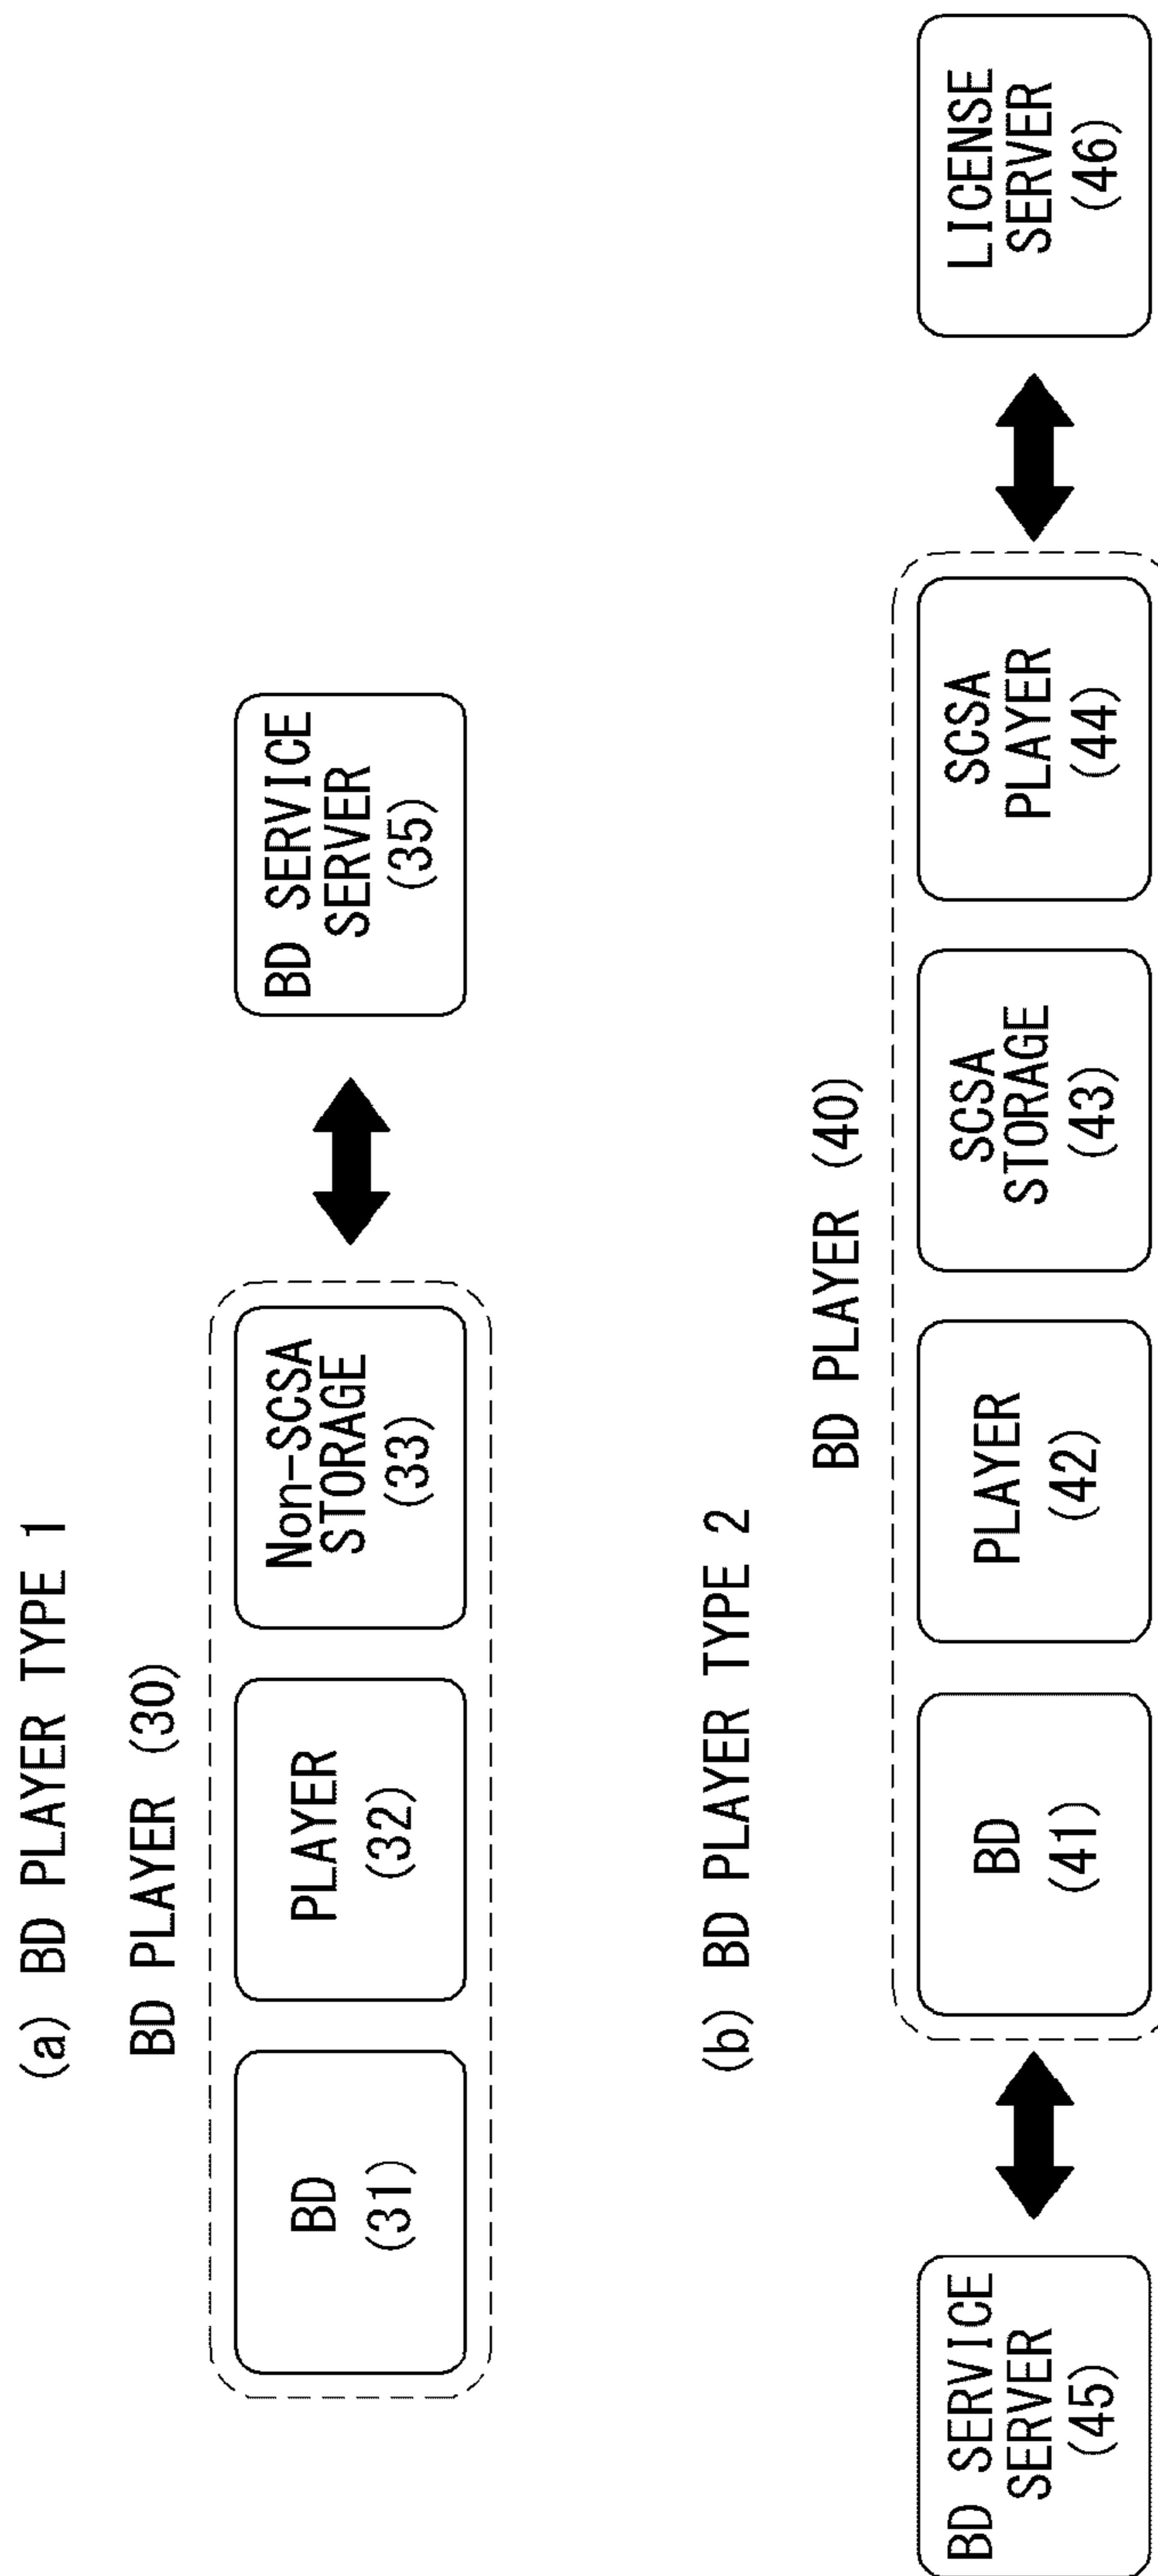 (a) BD PLAYER TYPE 1
BD PLAYER (30)
BD
(31)
PLAYER
(32)
Non-SCSA
STORAGE
(33)
BD SERVICE
SERVER
(35)
(b) BD PLAYER TYPE 2
BD PLAYER (40)
BD SERVICE
SERVER
(45)
BD
(41)
PLAYER
(42)
SCSA
STORAGE
(43)
SCSA
PLAYER
(44)
LICENSE
SERVER
(46)